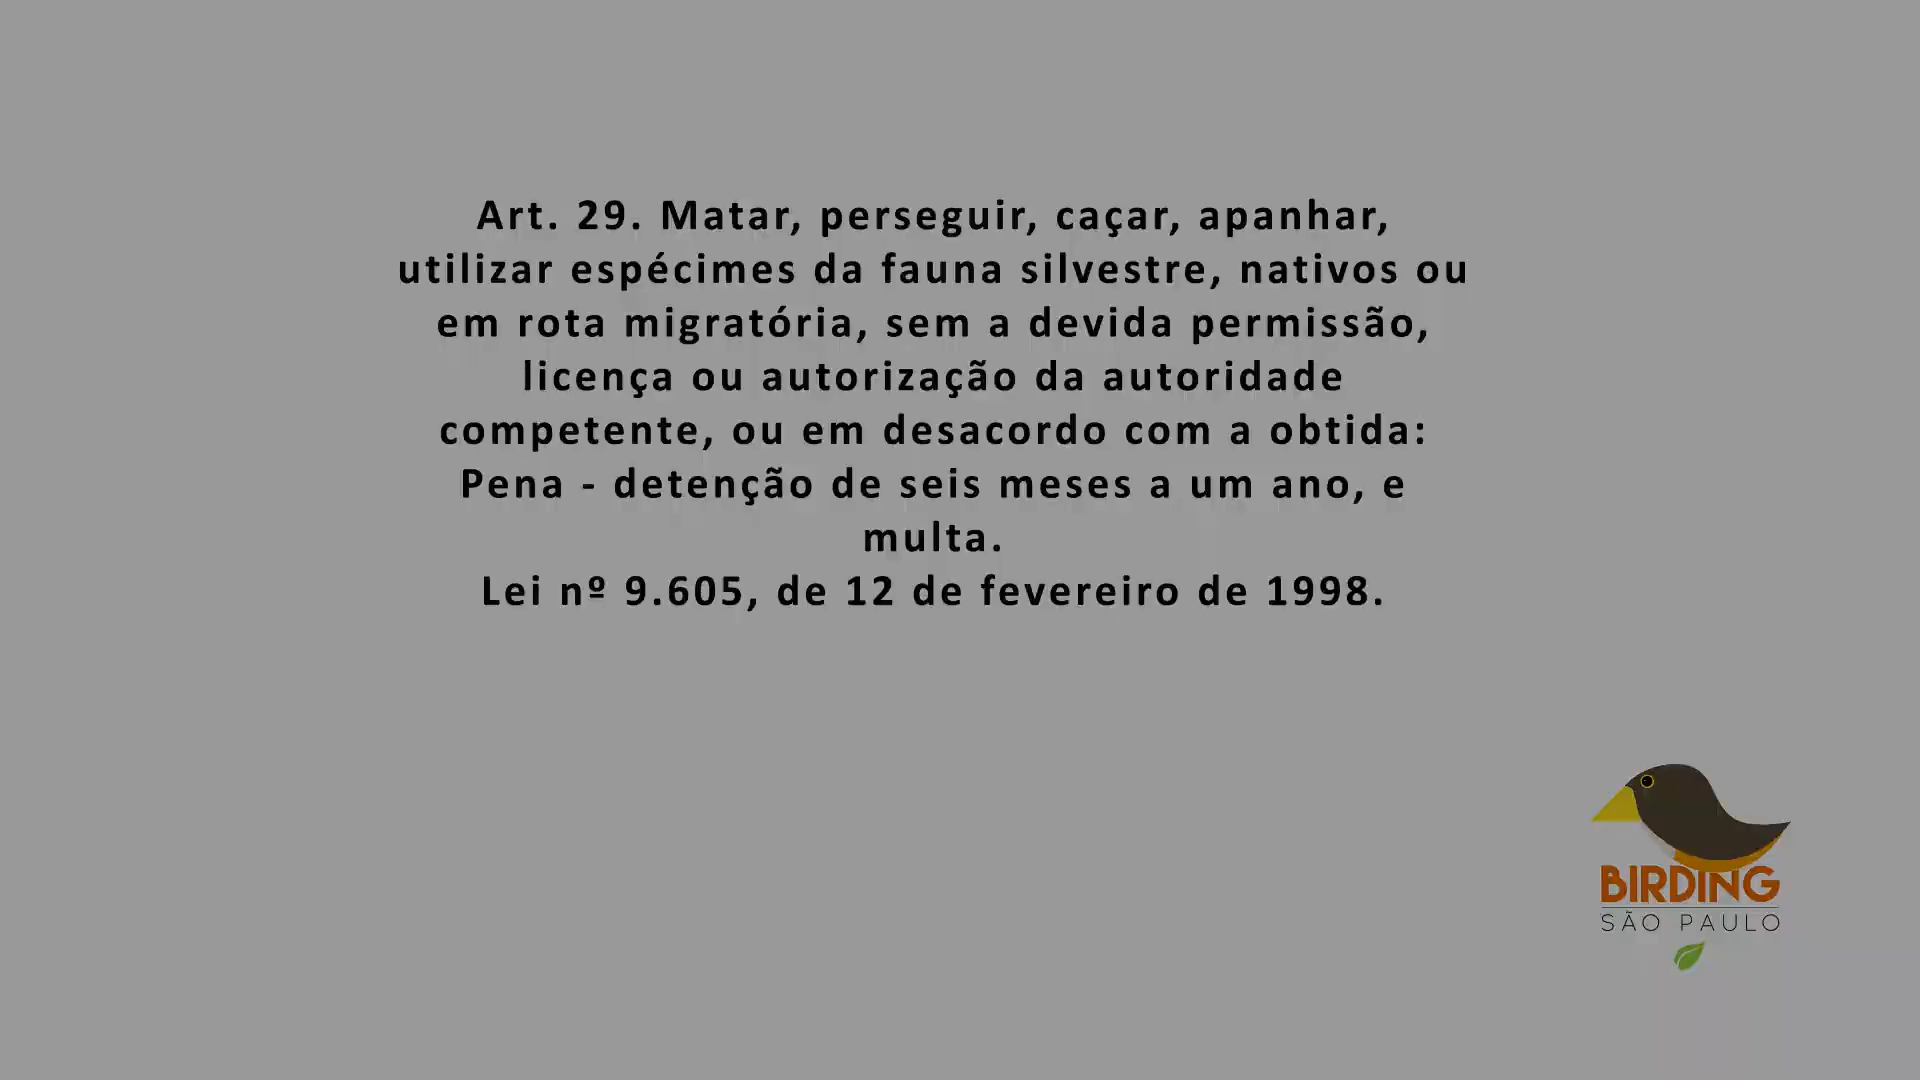 Art. 29. Matar, perseguir, caçar, apanhar,
utilizar espécimes da fauna silvestre, nativos ou
em rota migratória, sem a devida permissão,
licença ou autorização da autoridade
competente, ou em desacordo com a obtida:
Pena - detenção de seis meses a um ano, e
multa.
Lei nº 9.605, de 12 de fevereiro de 1998.
BIRDING
SÃO PAULO